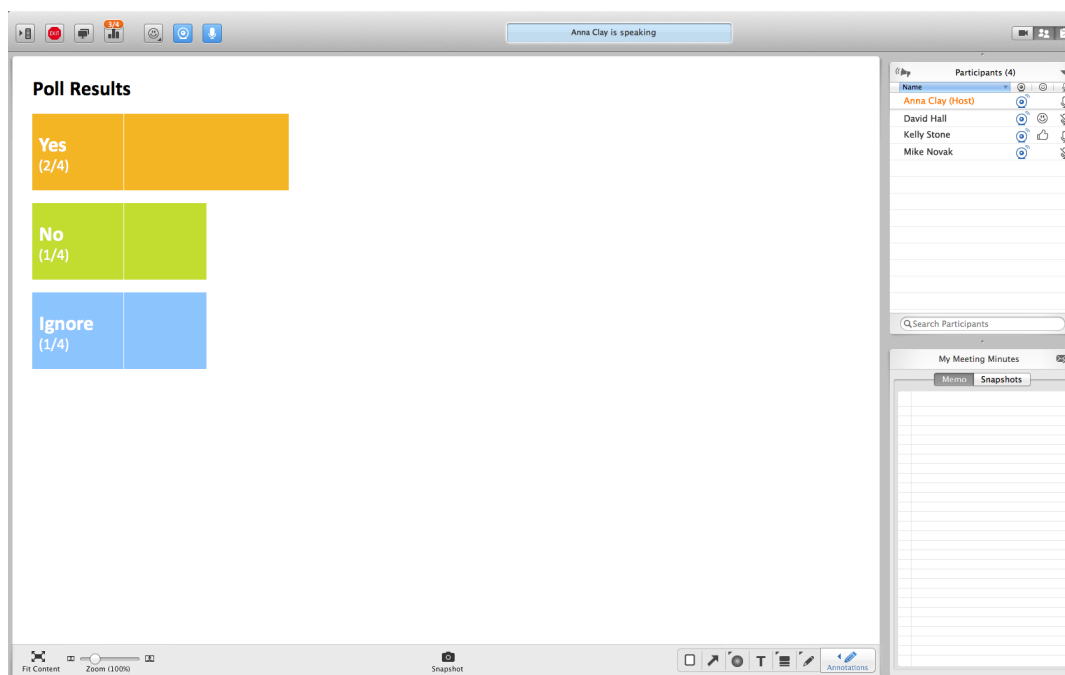 3/4
EXIT
Anna Clay is speaking
Poll Results
Yes
(2/4)
No
(1/4)
Ignore
(1/4)
Participants (4)
Name
Anna Clay (Host)
David Hall
Kelly Stone
Mike Novak
Search Participants
My Meeting Minutes
Memo Snapshots
Fit Content
Zoom (100%)
Snapshot
T
Annotations